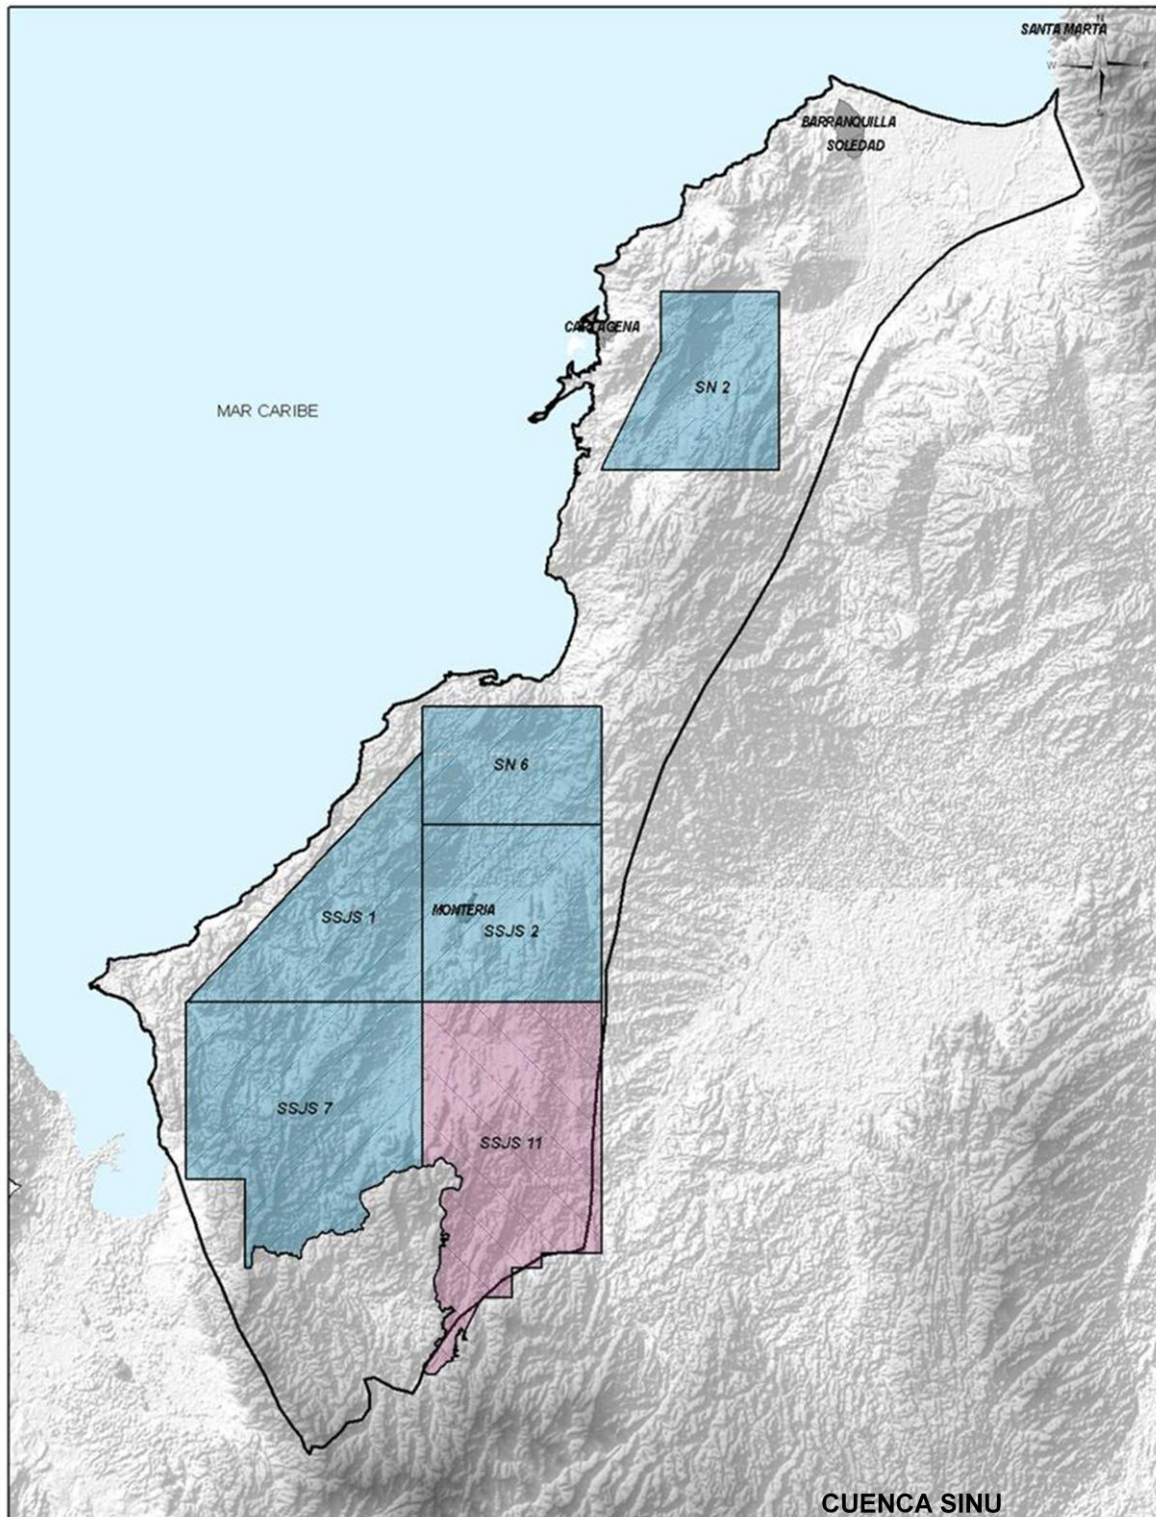 SANTA MARTA
N
W
E
S
BARRANQUILLA
SOLEDAD
CARTAGENA
SN 2
MAR CARIBE
SN 6
SSJS 1
MONTERIA
SSJS 2
SSJS 7
SSJS 11
CUENCA SINU